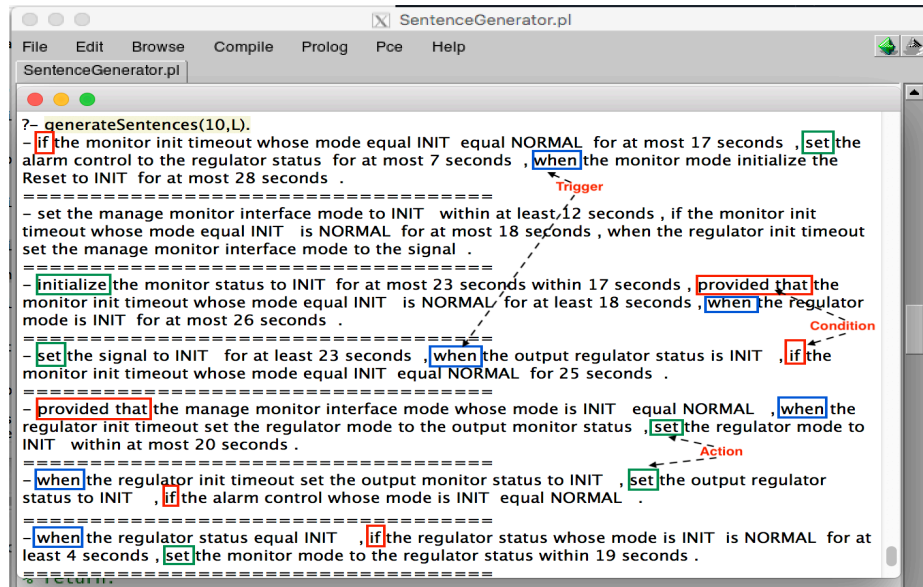 SentenceGenerator.pl
File Edit Browse Compile Prolog Pce Help
SentenceGenerator.pl
?- generateSentences(10,L).
- if the monitor init timeout whose mode equal INIT equal NORMAL for at most 17 seconds , set the
alarm control to the regulator status for at most 7 seconds , when the monitor mode initialize the
Reset to INIT for at most 28 seconds .
Trigger
=======================================
- set the manage monitor interface mode to INIT within at least 12 seconds , if the monitor init
timeout whose mode equal INIT is NORMAL for at most 18 seconds , when the regulator init timeout
set the manage monitor interface mode to the signal .
=======================================
- initialize the monitor status to INIT for at most 23 seconds within 17 seconds , provided that the
monitor init timeout whose mode equal INIT is NORMAL for at least 18 seconds , when the regulator
mode is INIT for at most 26 seconds .
Condition
=======================================
- set the signal to INIT for at least 23 seconds , when the output regulator status is INIT , if the
monitor init timeout whose mode equal INIT equal NORMAL for 25 seconds .
=======================================
- provided that the manage monitor interface mode whose mode is INIT equal NORMAL , when the
regulator init timeout set the regulator mode to the output monitor status , set the regulator mode to
INIT within at most 20 seconds .
Action
=======================================
- when the regulator init timeout set the output monitor status to INIT , set the output regulator
status to INIT , if the alarm control whose mode is INIT equal NORMAL .
=======================================
- when the regulator status equal INIT , if the regulator status whose mode is INIT is NORMAL for at
least 4 seconds , set the monitor mode to the regulator status within 19 seconds .
=======================================
% return.